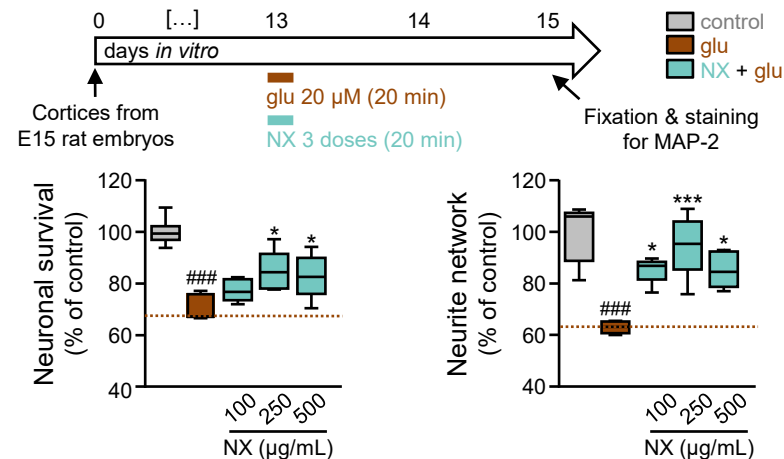 0 […] 13 14 15
days in vitro
glu 20 µM (20 min)
NX 3 doses (20 min)
Cortices from
E15 rat embryos
Fixation & staining
for MAP-2
control
glu
NX + glu
Neuronal survival
(% of control)
120
100
80
60
40
###
*
*
100
250
500
NX (µg/mL)
Neurite network
(% of control)
120
100
80
60
40
###
*
***
*
100
250
500
NX (µg/mL)